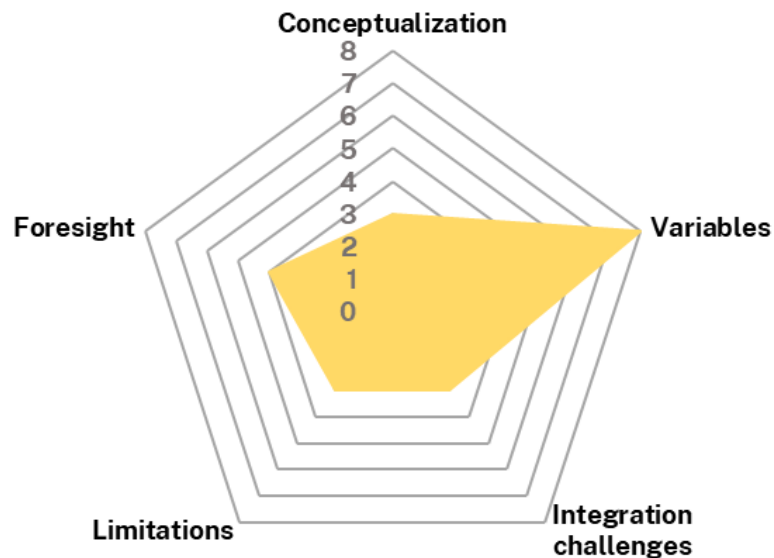 Conceptualization
8
7
6
5
4
3
2
1
0
Foresight
Variables
Limitations
Integration
challenges